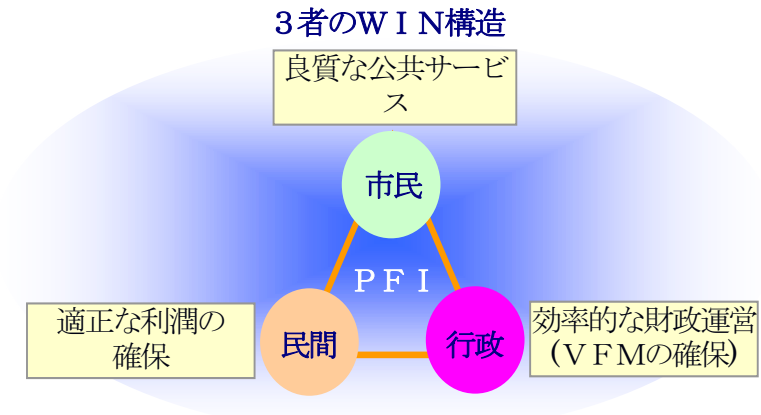 ３者のＷＩＮ構造
良質な公共サービ
ス
市民
ＰＦＩ
適正な利潤の
確保
民間
行政
効率的な財政運営
(ＶＦＭの確保)